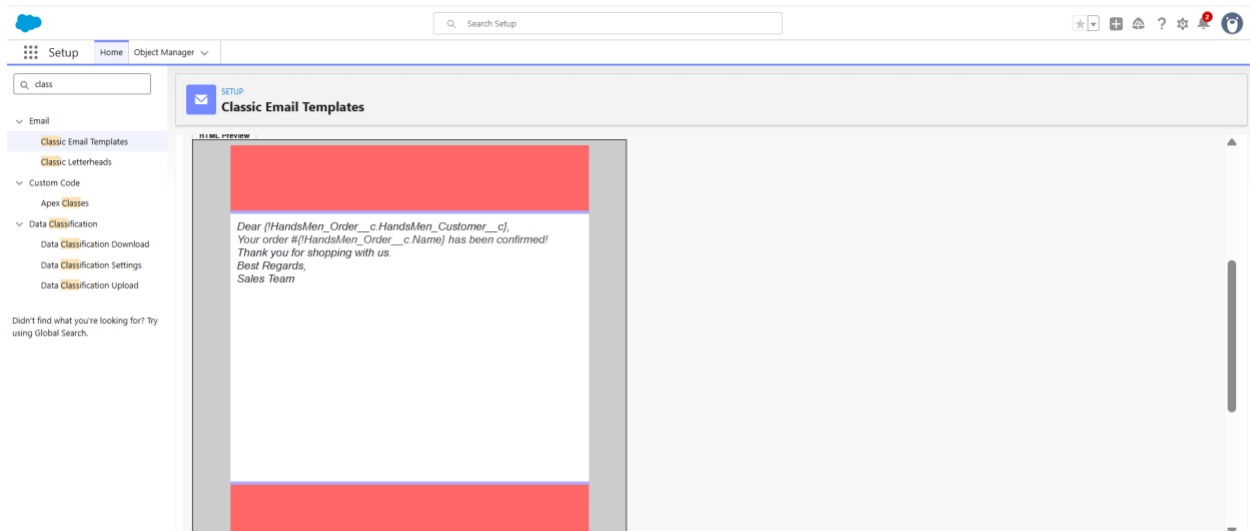 Search Setup
2
Setup
Home
Object Manager
class
Email
Classic Email Templates
Classic Letterheads
Custom Code
Apex Classes
Data Classification
Data Classification Download
Data Classification Settings
Data Classification Upload
Didn't find what you're looking for? Try
using Global Search.
SETUP
Classic Email Templates
HTML Preview
Dear {!HandsMen_Order__c.HandsMen_Customer__c},
Your order #{!HandsMen_Order__c.Name} has been confirmed!
Thank you for shopping with us.
Best Regards,
Sales Team